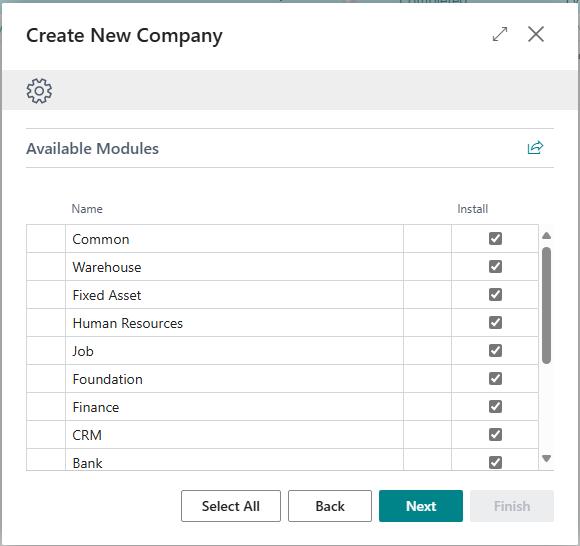 Create New Company
Available Modules
Name Install
Common
Warehouse
Fixed Asset
Human Resources
Job
Foundation
Finance
CRM
Bank
Select All Back Next Finish